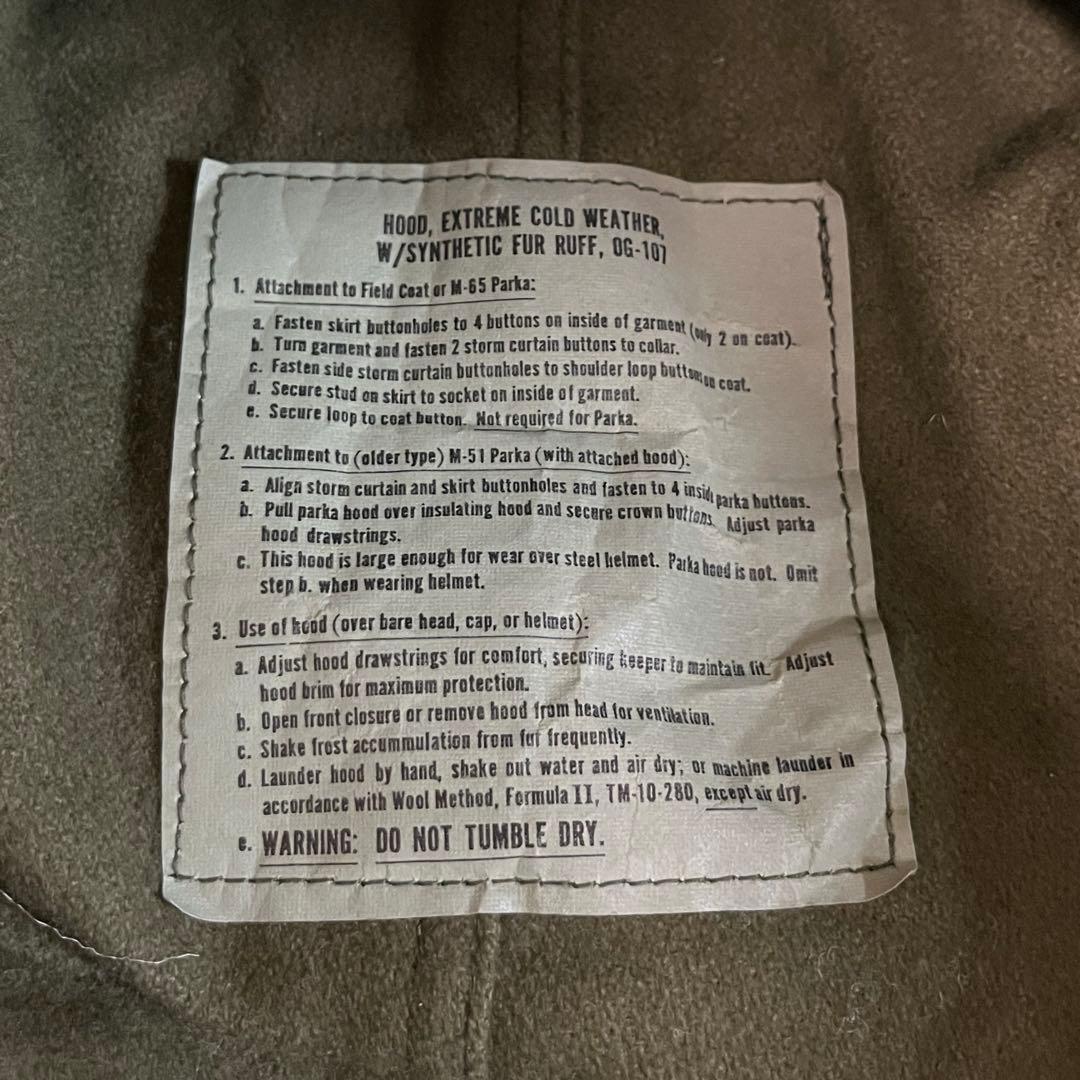 HOOD, EXTREME COLD WEATHER,
W/SYNTHETIC FUR RUFF, OG-107
1. Attachment to Field Coat or M-65 Parka:
a. Fasten skirt buttonholes to 4 buttons on inside of garment (only 2 on coat).
b. Turn garment and fasten 2 storm curtain buttons to collar.
c. Fasten side storm curtain buttonholes to shoulder loop buttons on coat.
d. Secure stud on skirt to socket on inside of garment.
e. Secure loop to coat button. Not required for Parka.
2. Attachment to (older type) M-51 Parka (with attached hood):
a. Align storm curtain and skirt buttonholes and fasten to 4 inside parka buttons.
b. Pull parka hood over insulating hood and secure crown buttons. Adjust parka
hood drawstrings.
c. This hood is large enough for wear over steel helmet. Parka hood is not. Omit
step b. when wearing helmet.
3. Use of hood (over bare head, cap, or helmet):
a. Adjust hood drawstrings for comfort, securing keeper to maintain fit. Adjust
hood brim for maximum protection.
b. Open front closure or remove hood from head for ventilation.
c. Shake frost accummulation from fur frequently.
d. Launder hood by hand, shake out water and air dry; or machine launder in
accordance with Wool Method, Formula II, TM-10-280, except air dry.
e. WARNING: DO NOT TUMBLE DRY.